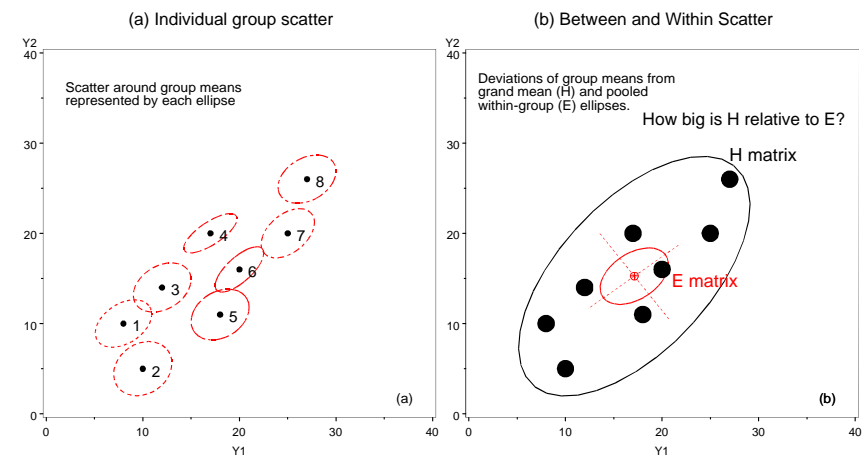 (a) Individual group scatter
Y2
40
Scatter around group means
represented by each ellipse
30
8
20
4
7
6
3
5
10
1
2
0
(a)
0
10
20
30
40
Y1
(b) Between and Within Scatter
Y2
40
Deviations of group means from
grand mean (H) and pooled
within-group (E) ellipses.
How big is H relative to E?
30
H matrix
20
E matrix
10
0
(b)
0
10
20
30
40
Y1